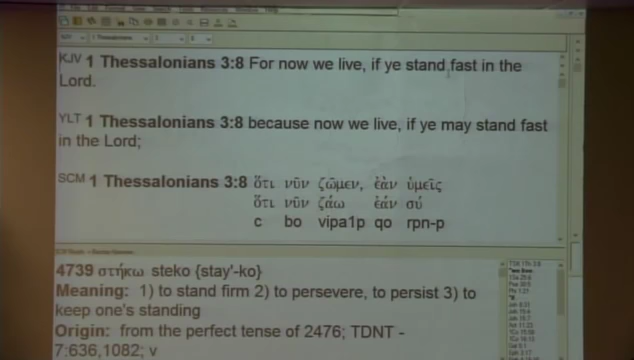 KJV 1 Thessalonians 3:8 For now we live, if ye stand fast in the
Lord.
YLT 1 Thessalonians 3:8 because now we live, if ye may stand fast
in the Lord;
SCM 1 Thessalonians 3:8 ὅτι νῦν ζῶμεν, ἐὰν ὑμεῖς
ὅτι νῦν ζάω ἐάν σύ
c bo vipa1p qo rpn-p
4739 στήκω steko {stay'-ko}
Meaning: 1) to stand firm 2) to persevere, to persist 3) to
keep one's standing
Origin: from the perfect tense of 2476; TDNT -
7:636,1082; v